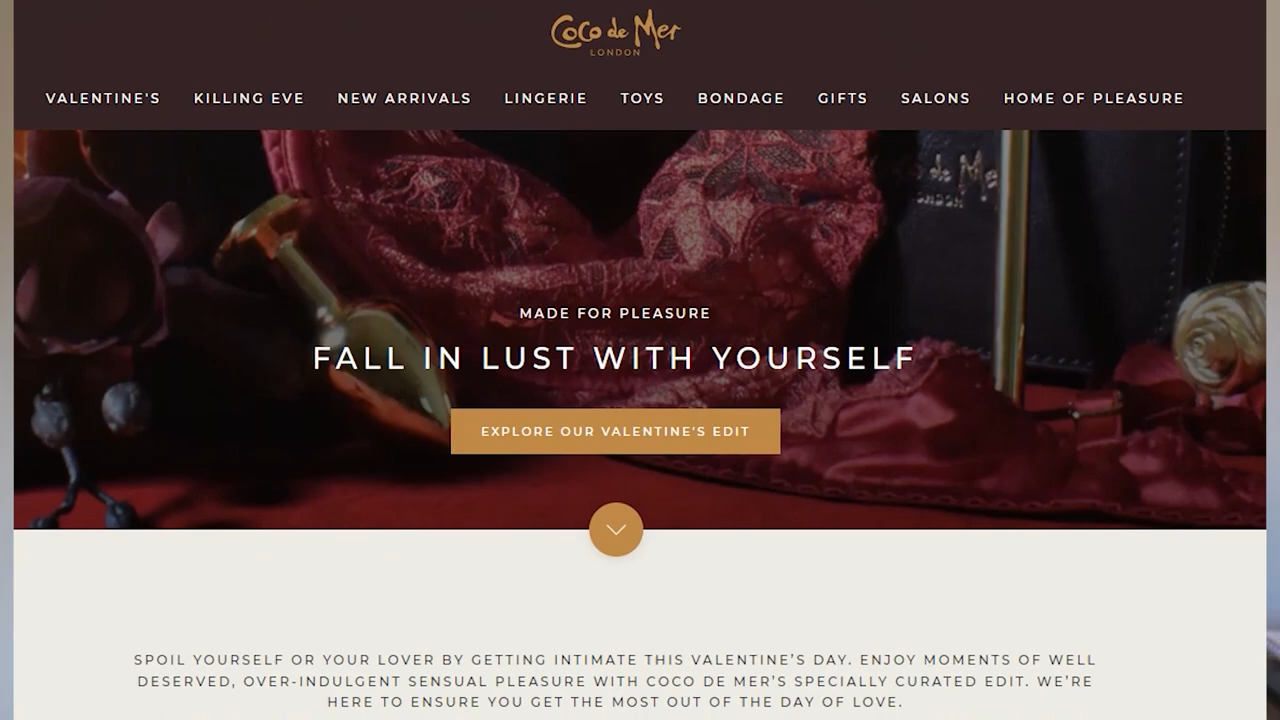 Coco de Mer
LONDON
VALENTINE'S KILLING EVE NEW ARRIVALS LINGERIE TOYS BONDAGE GIFTS SALONS HOME OF PLEASURE
de Me
London
MADE FOR PLEASURE
FALL IN LUST WITH YOURSELF
EXPLORE OUR VALENTINE'S EDIT
SPOIL YOURSELF OR YOUR LOVER BY GETTING INTIMATE THIS VALENTINE’S DAY. ENJOY MOMENTS OF WELL
DESERVED, OVER-INDULGENT SENSUAL PLEASURE WITH COCO DE MER’S SPECIALLY CURATED EDIT. WE’RE
HERE TO ENSURE YOU GET THE MOST OUT OF THE DAY OF LOVE.